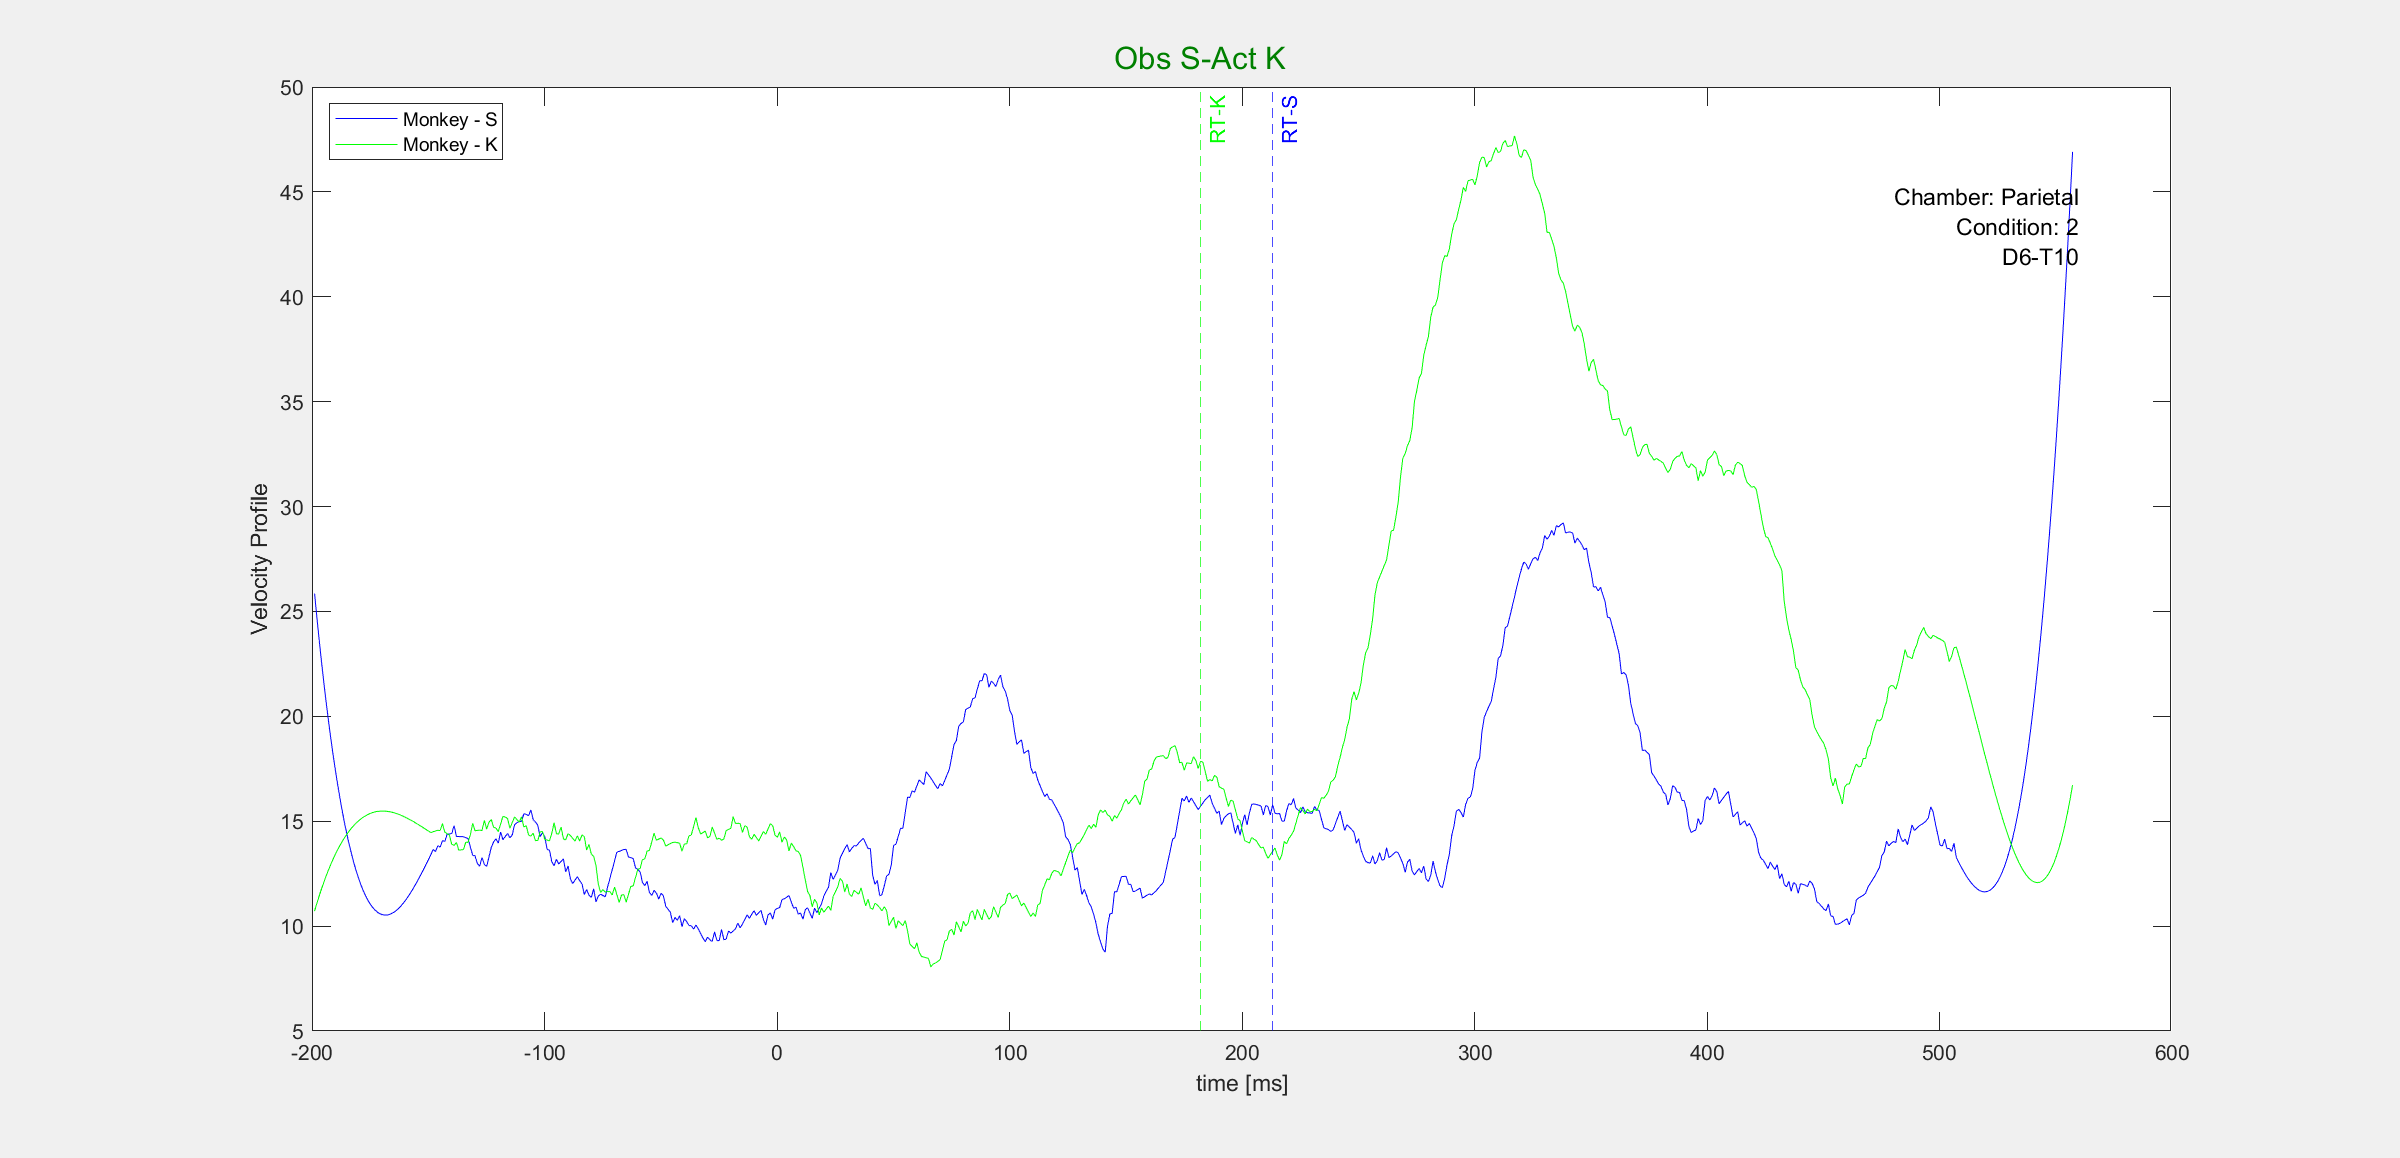 Obs S-Act K
50
45
40
35
30
25
20
15
10
5
Velocity Profile
Monkey - S
Monkey - K
RT-K
RT-S
Chamber: Parietal
Condition: 2
D6-T10
-200 -100 0 100 200 300 400 500 600
time [ms]